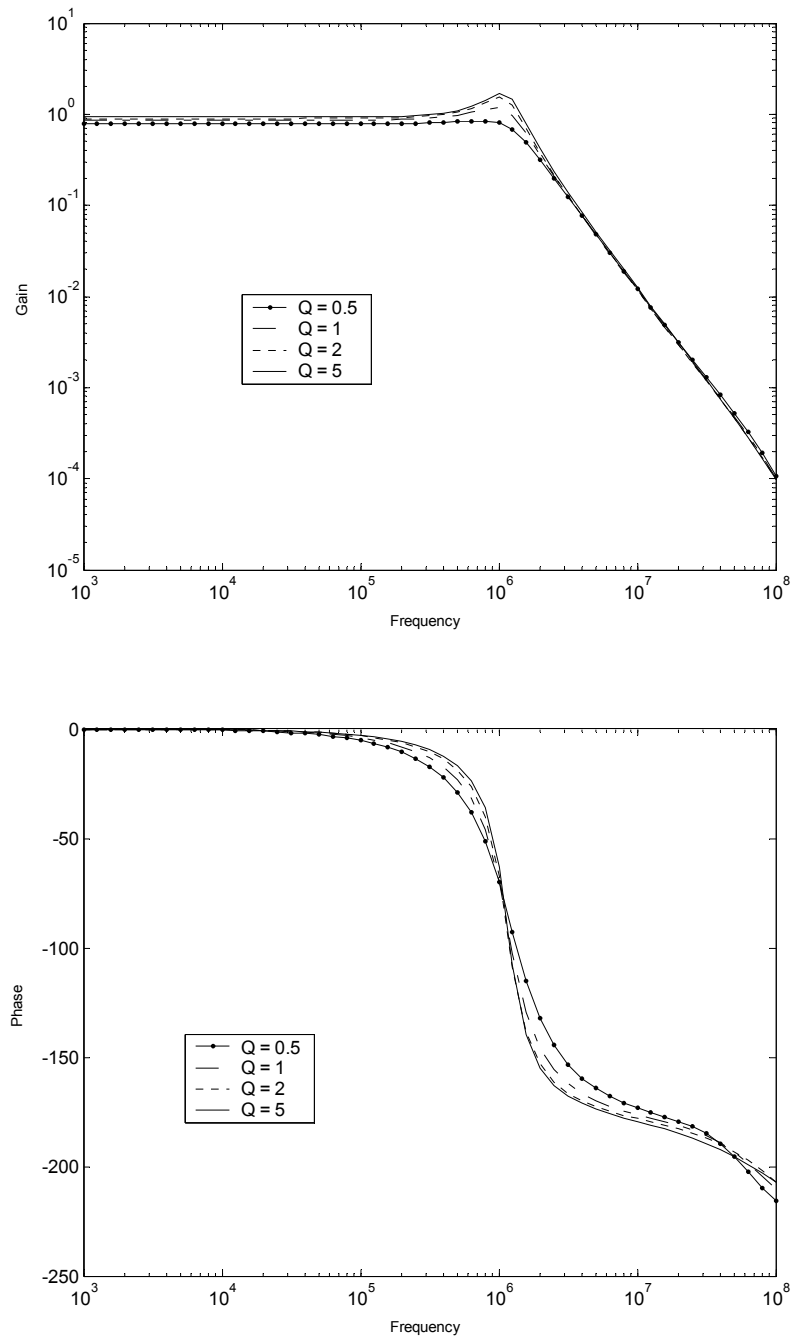 10^1
10^0
10^-1
10^-2
10^-3
10^-4
10^-5
Gain
Q = 0.5
Q = 1
Q = 2
Q = 5
10^3 10^4 10^5 10^6 10^7 10^8
Frequency
0
-50
-100
-150
-200
-250
Phase
Q = 0.5
Q = 1
Q = 2
Q = 5
10^3 10^4 10^5 10^6 10^7 10^8
Frequency